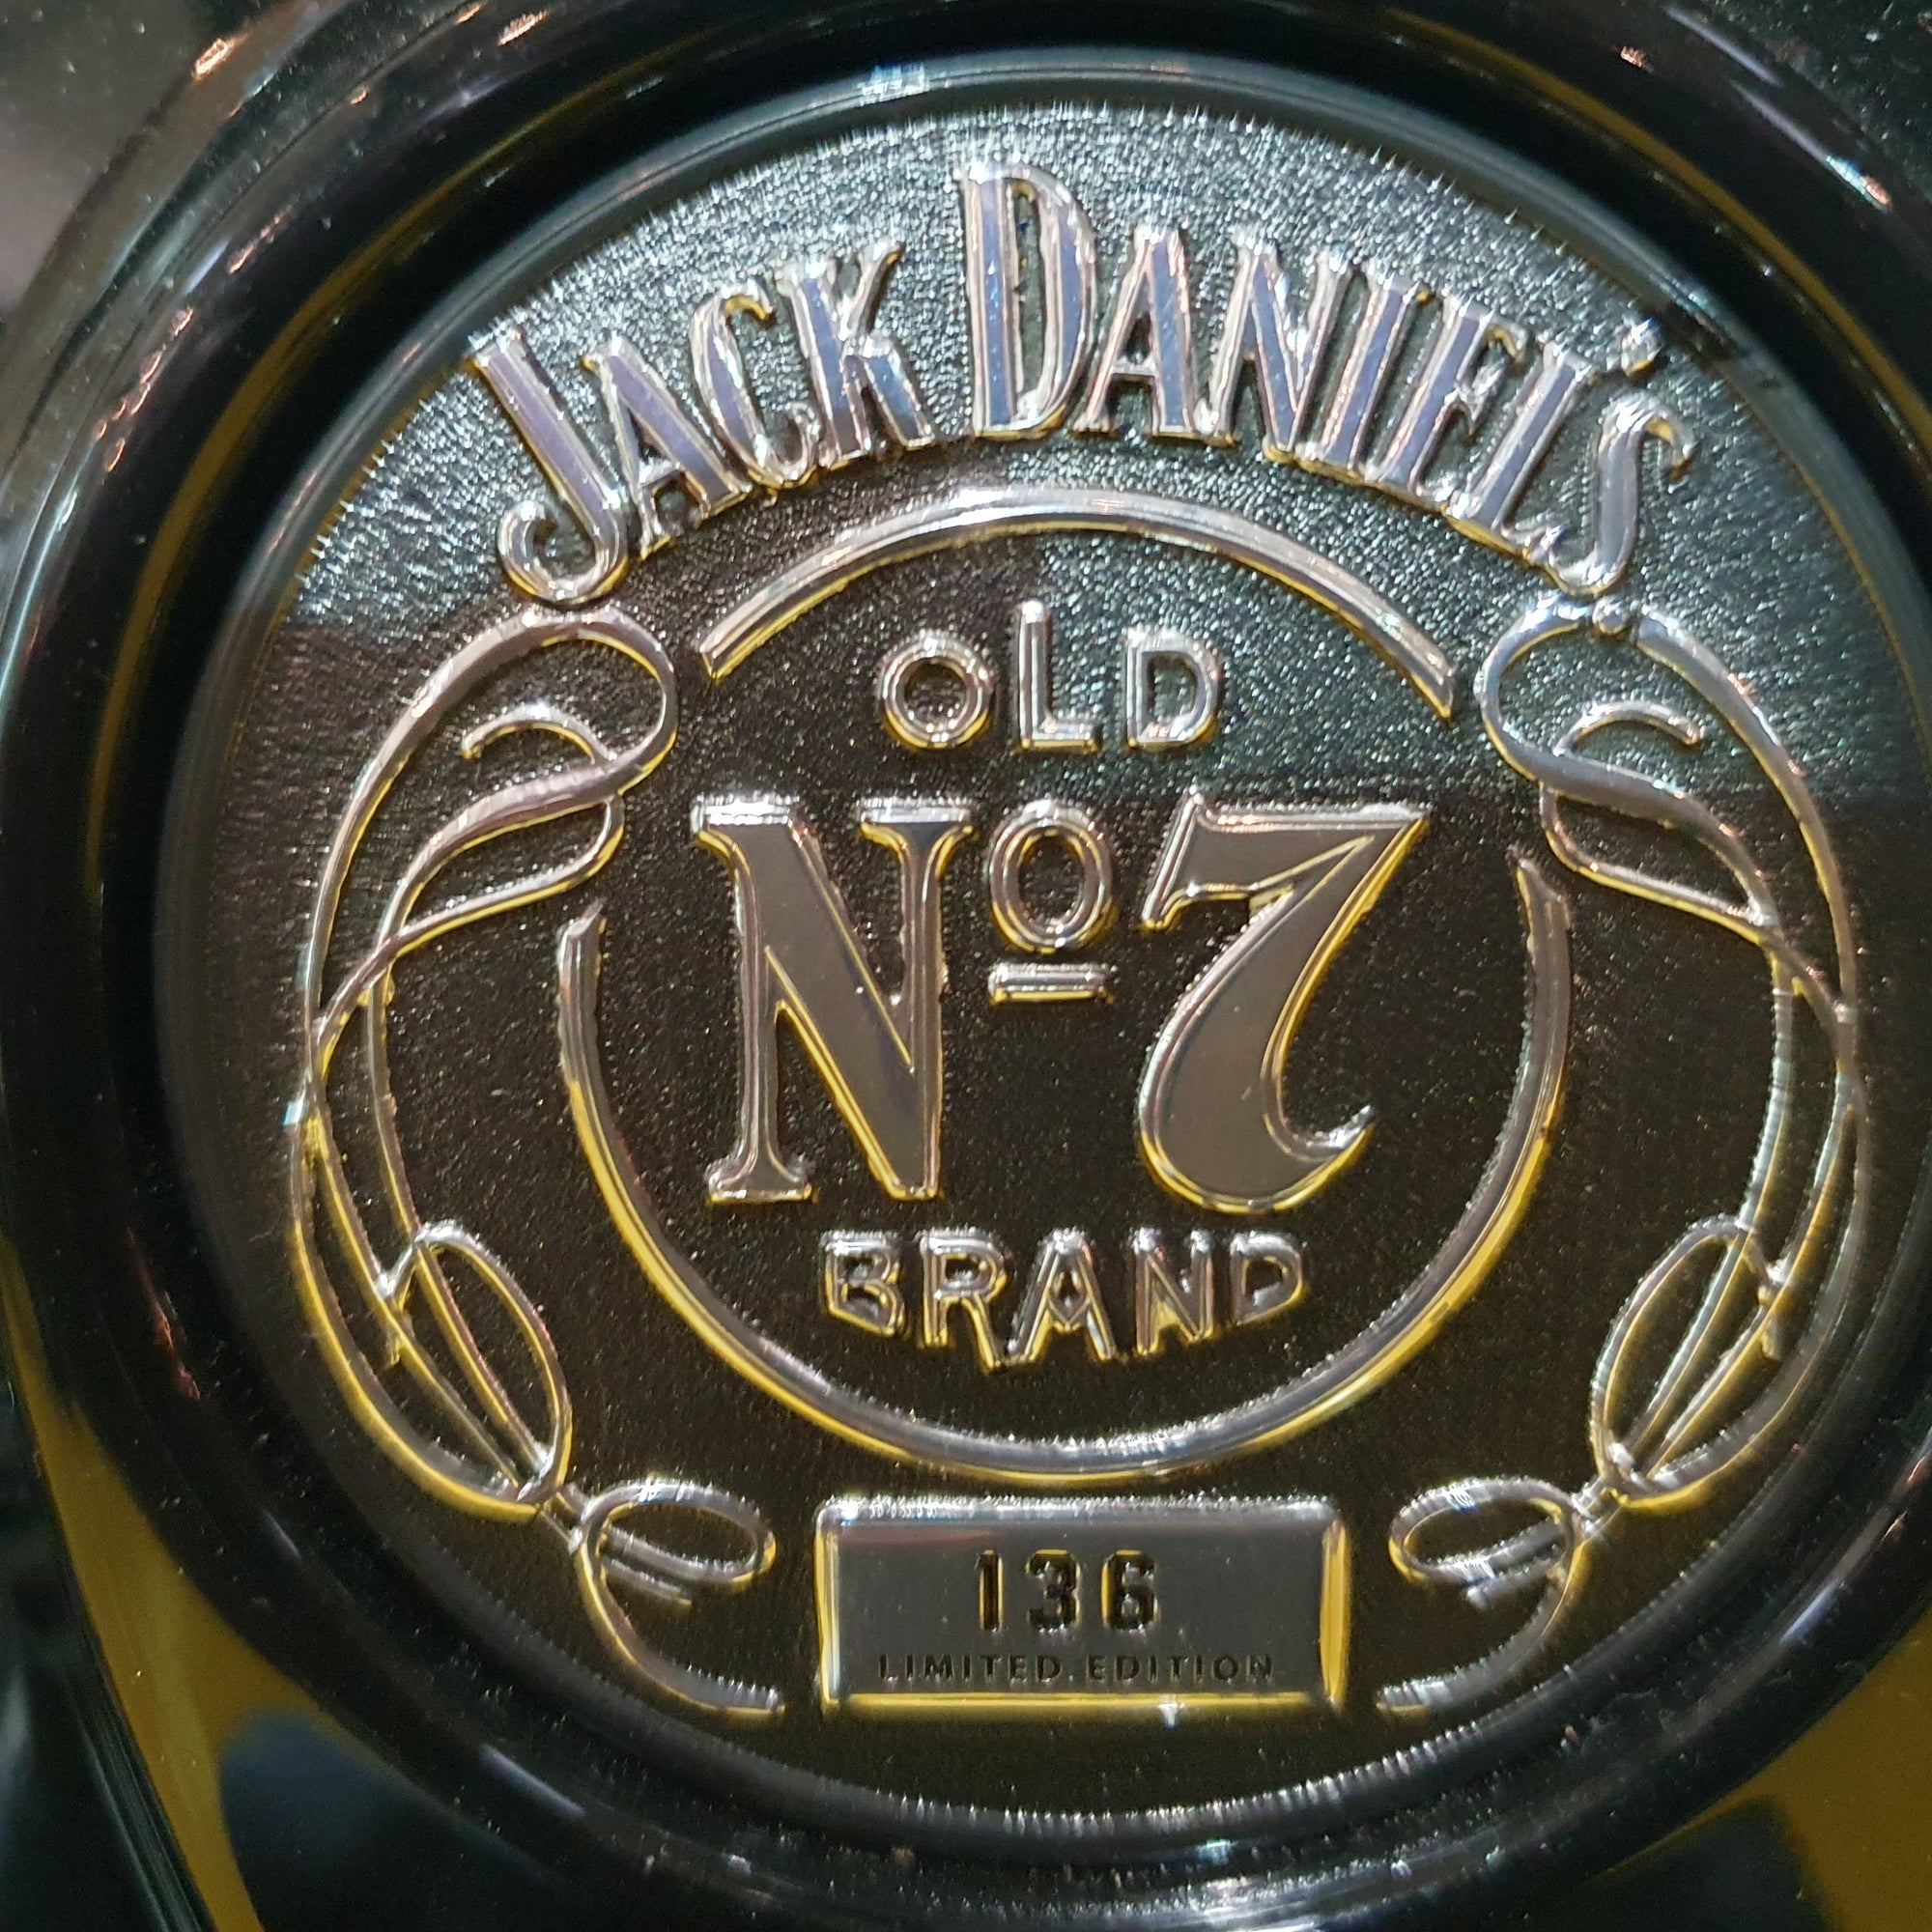 JACK DANIEL'S
OLD
Nº7
BRAND
136
LIMITED EDITION